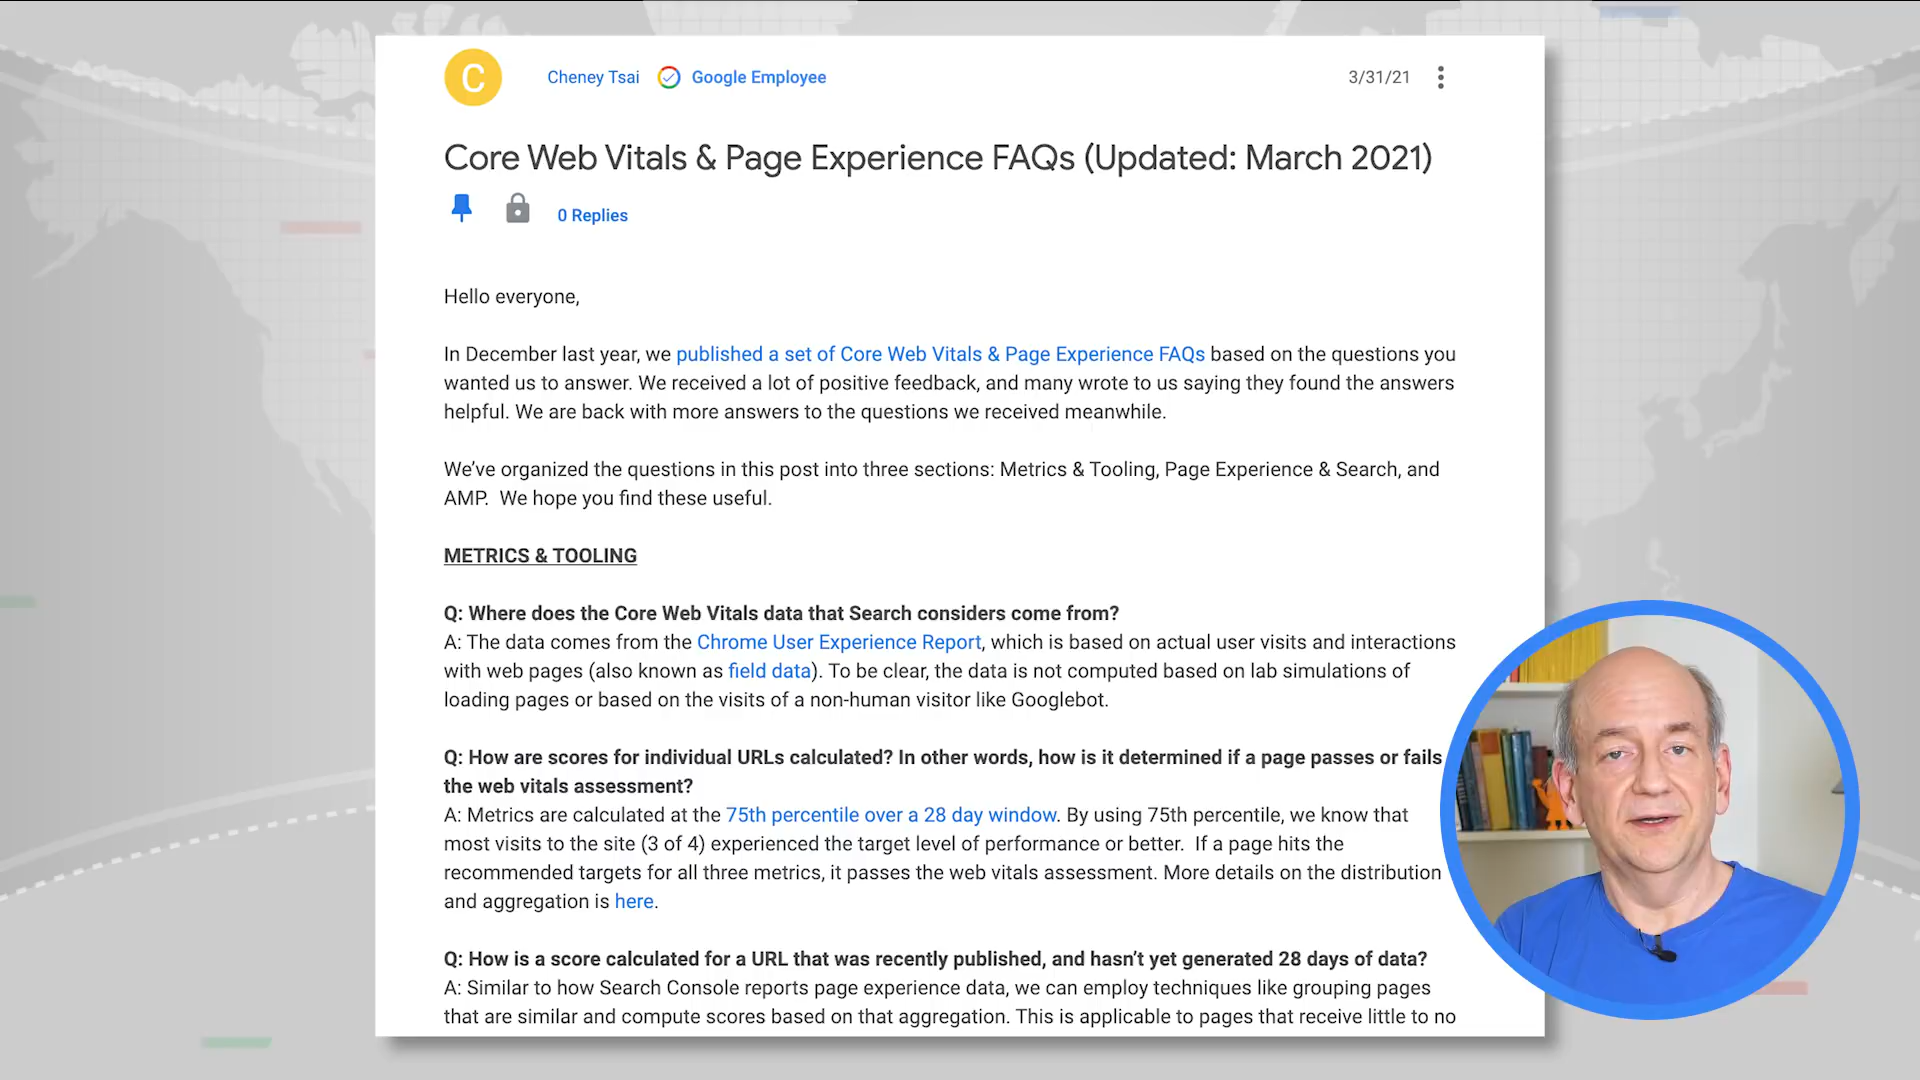 C
Cheney Tsai Google Employee 3/31/21
Core Web Vitals & Page Experience FAQs (Updated: March 2021)
0 Replies
Hello everyone,
In December last year, we published a set of Core Web Vitals & Page Experience FAQs based on the questions you
wanted us to answer. We received a lot of positive feedback, and many wrote to us saying they found the answers
helpful. We are back with more answers to the questions we received meanwhile.
We've organized the questions in this post into three sections: Metrics & Tooling, Page Experience & Search, and
AMP.  We hope you find these useful.
METRICS & TOOLING
Q: Where does the Core Web Vitals data that Search considers come from?
A: The data comes from the Chrome User Experience Report, which is based on actual user visits and interactions
with web pages (also known as field data). To be clear, the data is not computed based on lab simulations of
loading pages or based on the visits of a non-human visitor like Googlebot.
Q: How are scores for individual URLs calculated? In other words, how is it determined if a page passes or fails
the web vitals assessment?
A: Metrics are calculated at the 75th percentile over a 28 day window. By using 75th percentile, we know that
most visits to the site (3 of 4) experienced the target level of performance or better.  If a page hits the
recommended targets for all three metrics, it passes the web vitals assessment. More details on the distribution
and aggregation is here.
Q: How is a score calculated for a URL that was recently published, and hasn't yet generated 28 days of data?
A: Similar to how Search Console reports page experience data, we can employ techniques like grouping pages
that are similar and compute scores based on that aggregation. This is applicable to pages that receive little to no